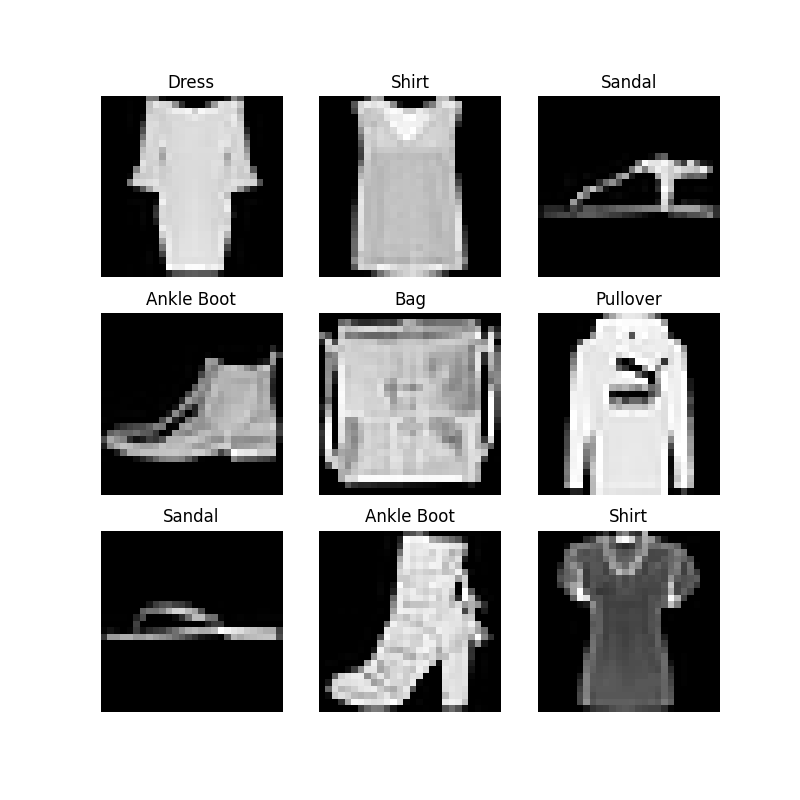 Dress
Shirt
Sandal
Ankle Boot
Bag
Pullover
Sandal
Ankle Boot
Shirt